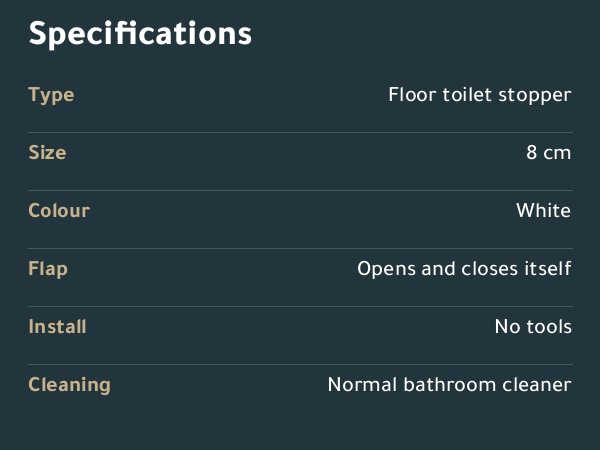 Specifications
Type Floor toilet stopper
Size 8 cm
Colour White
Flap Opens and closes itself
Install No tools
Cleaning Normal bathroom cleaner